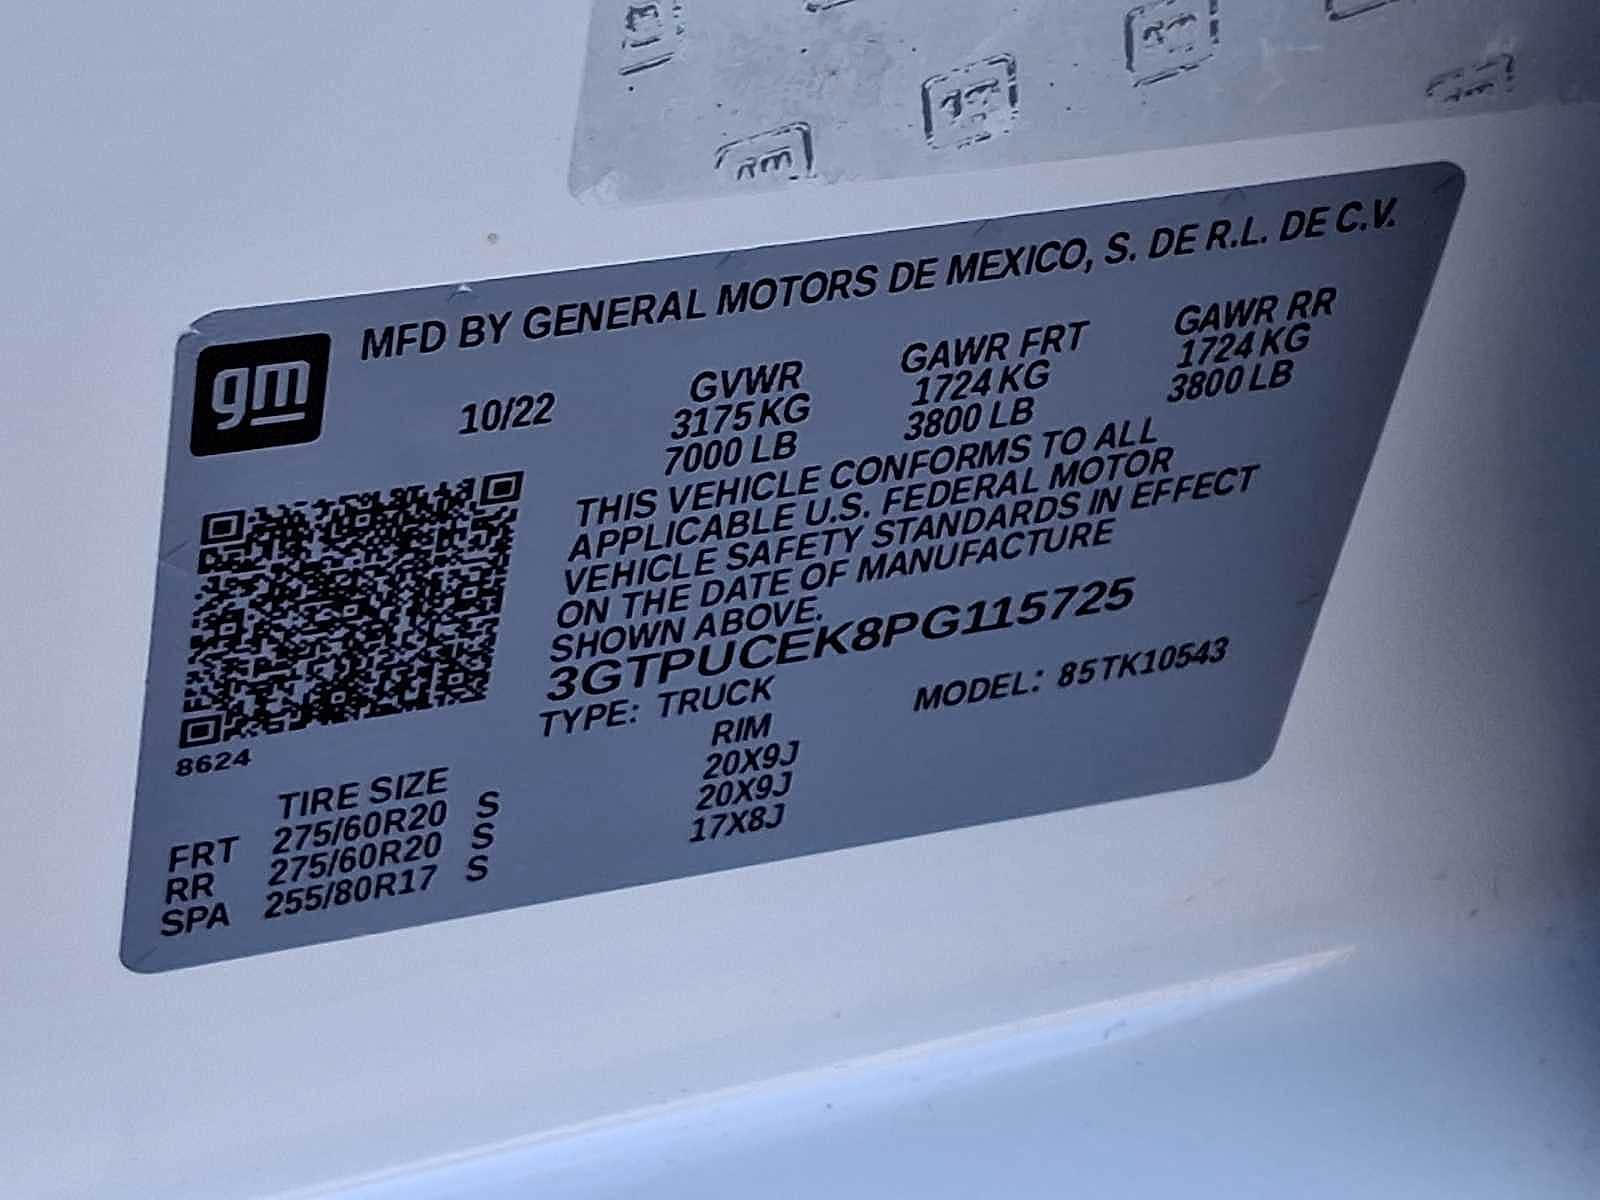 gm
MFD BY GENERAL MOTORS DE MEXICO, S. DE R.L. DE C.V.
10/22
GVWR GAWR FRT GAWR RR
3175 KG 1724 KG 1724 KG
7000 LB 3800 LB 3800 LB
THIS VEHICLE CONFORMS TO ALL
APPLICABLE U.S. FEDERAL MOTOR
VEHICLE SAFETY STANDARDS IN EFFECT
ON THE DATE OF MANUFACTURE
SHOWN ABOVE.
3GTPUCEK8PG115725
TYPE: TRUCK MODEL: 85TK10543
8624
TIRE SIZE RIM
FRT 275/60R20 S 20X9J
RR 275/60R20 S 20X9J
SPA 255/80R17 S 17X8J